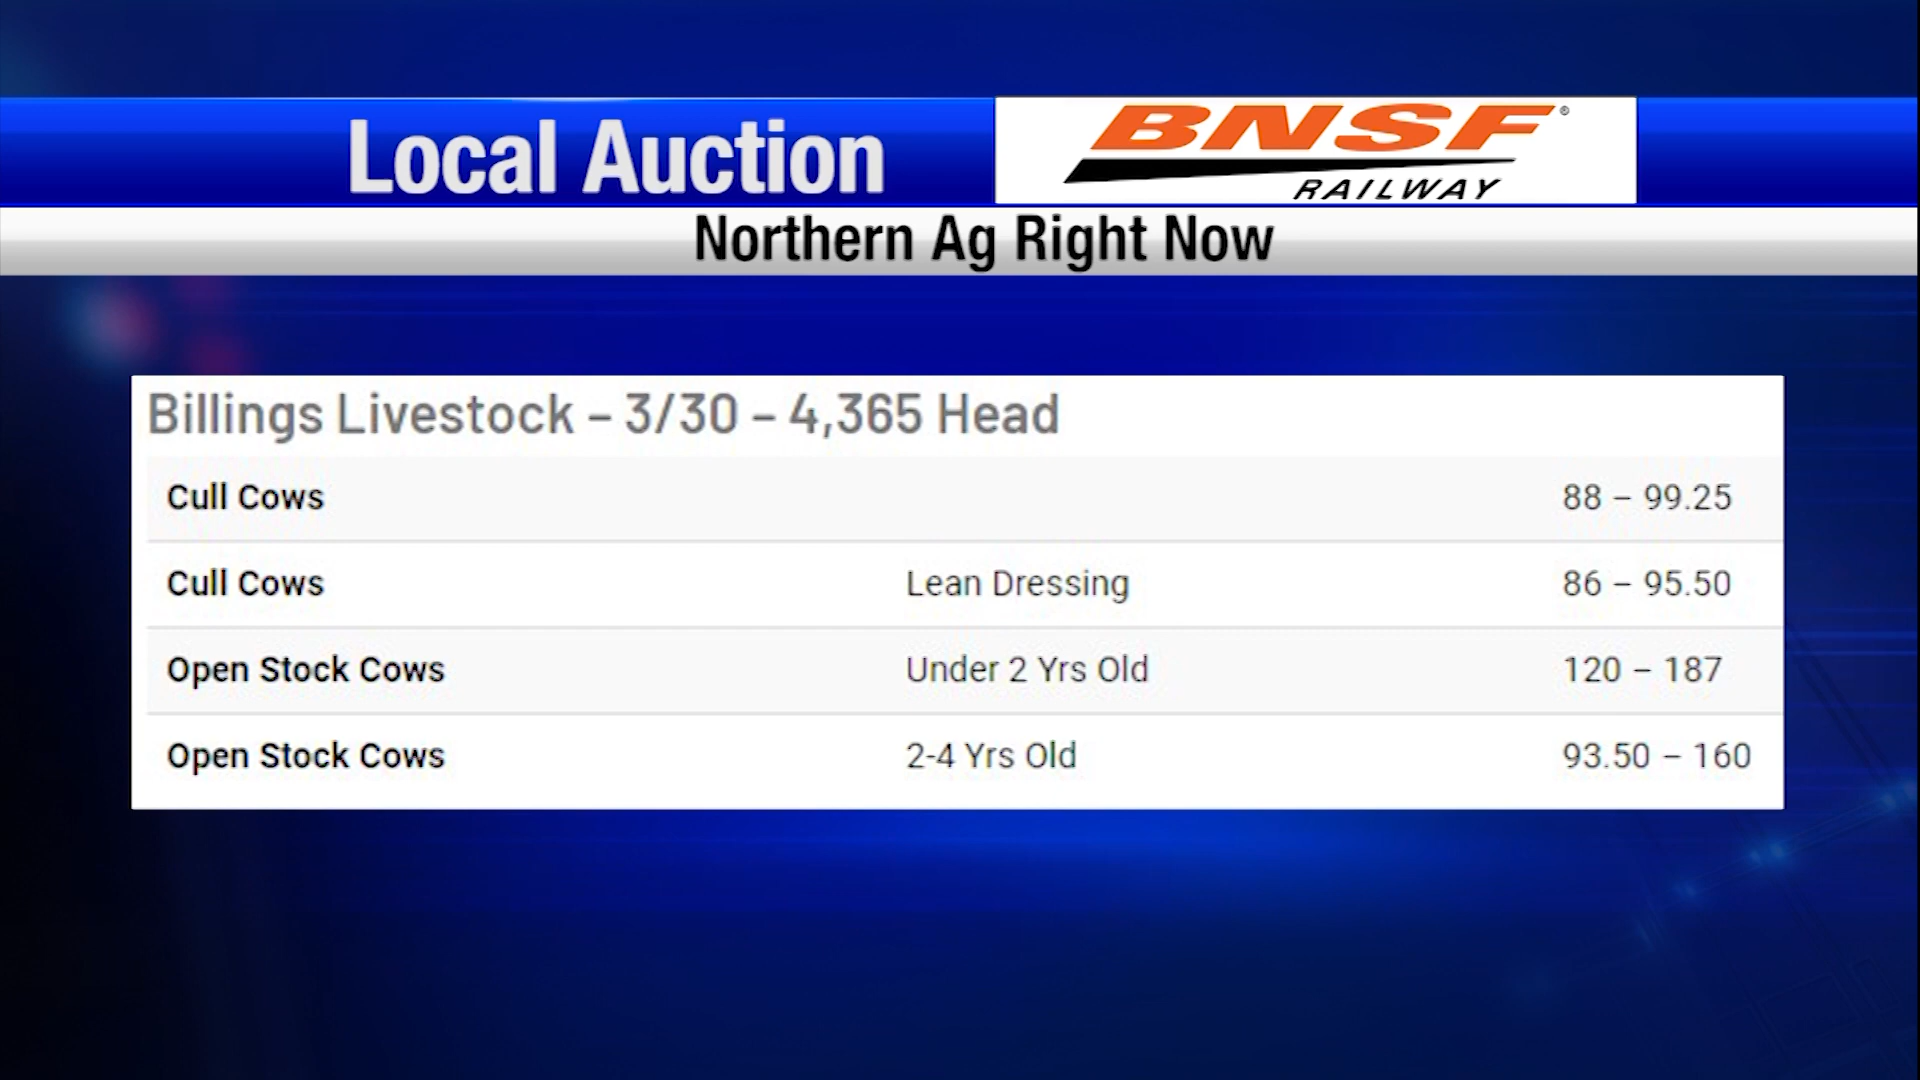 Local Auction
BNSF®
RAILWAY
Northern Ag Right Now
Billings Livestock – 3/30 – 4,365 Head
Cull Cows 88 – 99.25
Cull Cows Lean Dressing 86 – 95.50
Open Stock Cows Under 2 Yrs Old 120 – 187
Open Stock Cows 2-4 Yrs Old 93.50 – 160